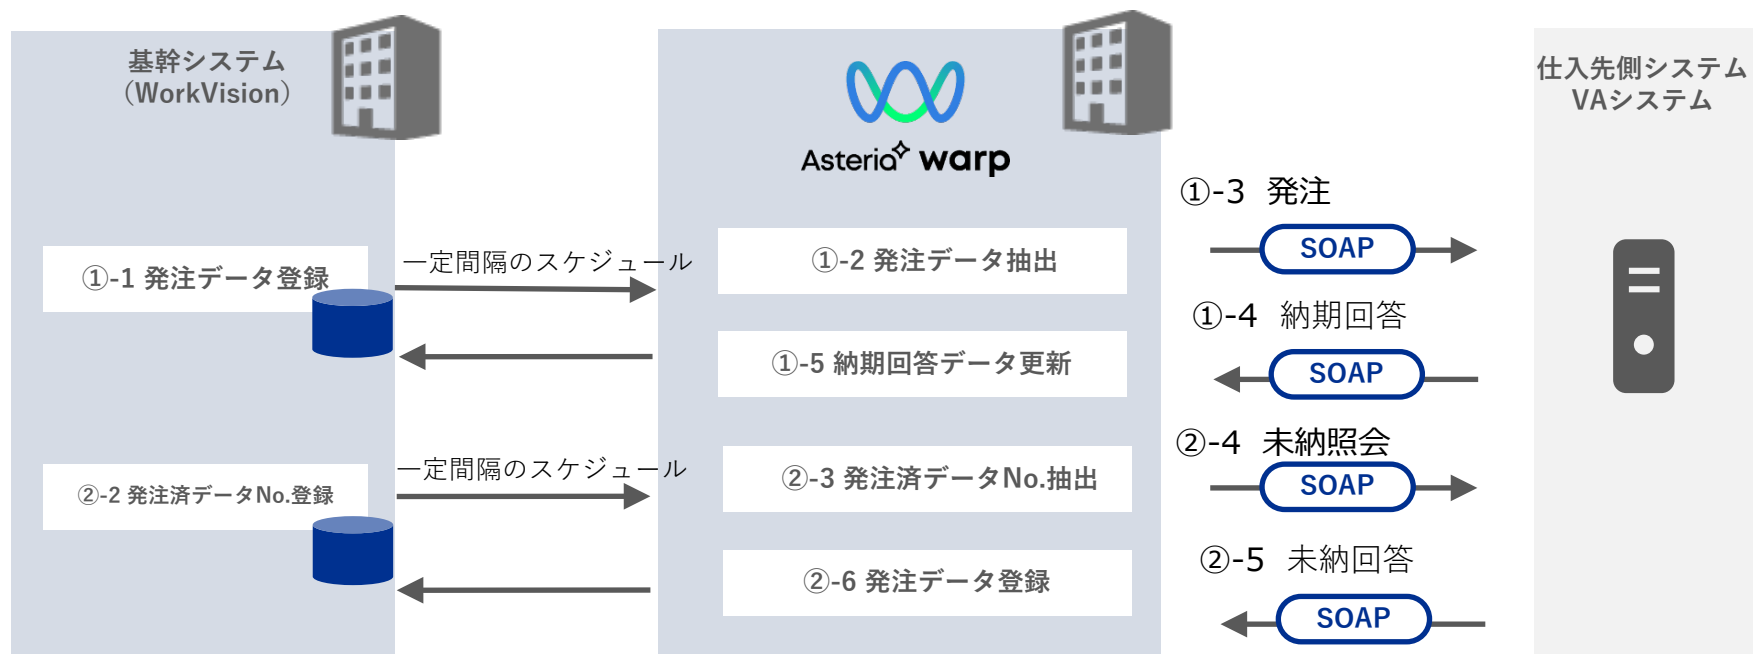 基幹システム
（WorkVision）
Asteria warp
仕入先側システム
VAシステム
①-3 発注
SOAP
①-1 発注データ登録
一定間隔のスケジュール
①-2 発注データ抽出
①-4 納期回答
SOAP
①-5 納期回答データ更新
②-4 未納照会
SOAP
②-2 発注済データNo.登録
一定間隔のスケジュール
②-3 発注済データNo.抽出
②-5 未納回答
SOAP
②-6 発注データ登録